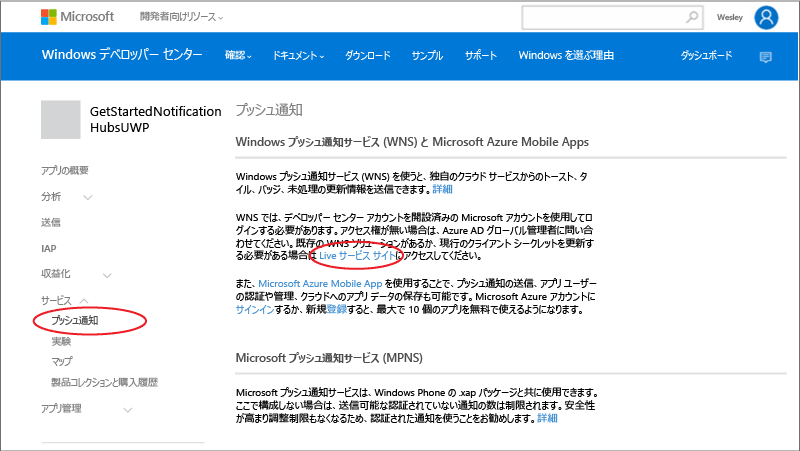 Microsoft 開発者向けリソース Wesley
Windows デベロッパー センター 確認 ドキュメント ダウンロード サンプル サポート Windowsを選ぶ理由 ダッシュボード
GetStartedNotification
HubsUWP
アプリの概要
分析
送信
IAP
収益化
サービス
プッシュ通知
実験
マップ
製品コレクションと購入履歴
アプリ管理
プッシュ通知
Windows プッシュ通知サービス (WNS) と Microsoft Azure Mobile Apps
Windows プッシュ通知サービス (WNS) を使うと、独自のクラウド サービスからのトースト、タ
イル、バッジ、未処理の更新情報を送信できます。詳細
WNS では、デベロッパー センター アカウントを開設済みの Microsoft アカウントを使用してログ
インする必要があります。アクセス権が無い場合は、Azure AD グローバル管理者に問い合
わせてください。既存の WNS ソリューションがあるか、現行のクライアント シークレットを更新す
る必要がある場合は Live サービス サイトにアクセスしてください。
また、Microsoft Azure Mobile App を使用することで、プッシュ通知の送信、アプリ ユーザー
の認証や管理、クラウドへのアプリ データの保存も可能です。Microsoft Azure アカウントに
サインインするか、新規登録すると、最大で 10 個のアプリを無料で使えるようになります。
Microsoft プッシュ通知サービス (MPNS)
Microsoft プッシュ通知サービスは、Windows Phone の .xap パッケージと共に使用できます。
ここで構成しない場合は、送信可能な認証されていない通知の数は制限されます。安全性
が高まり調整制限もなくなるため、認証された通知を使うことをお勧めします。詳細